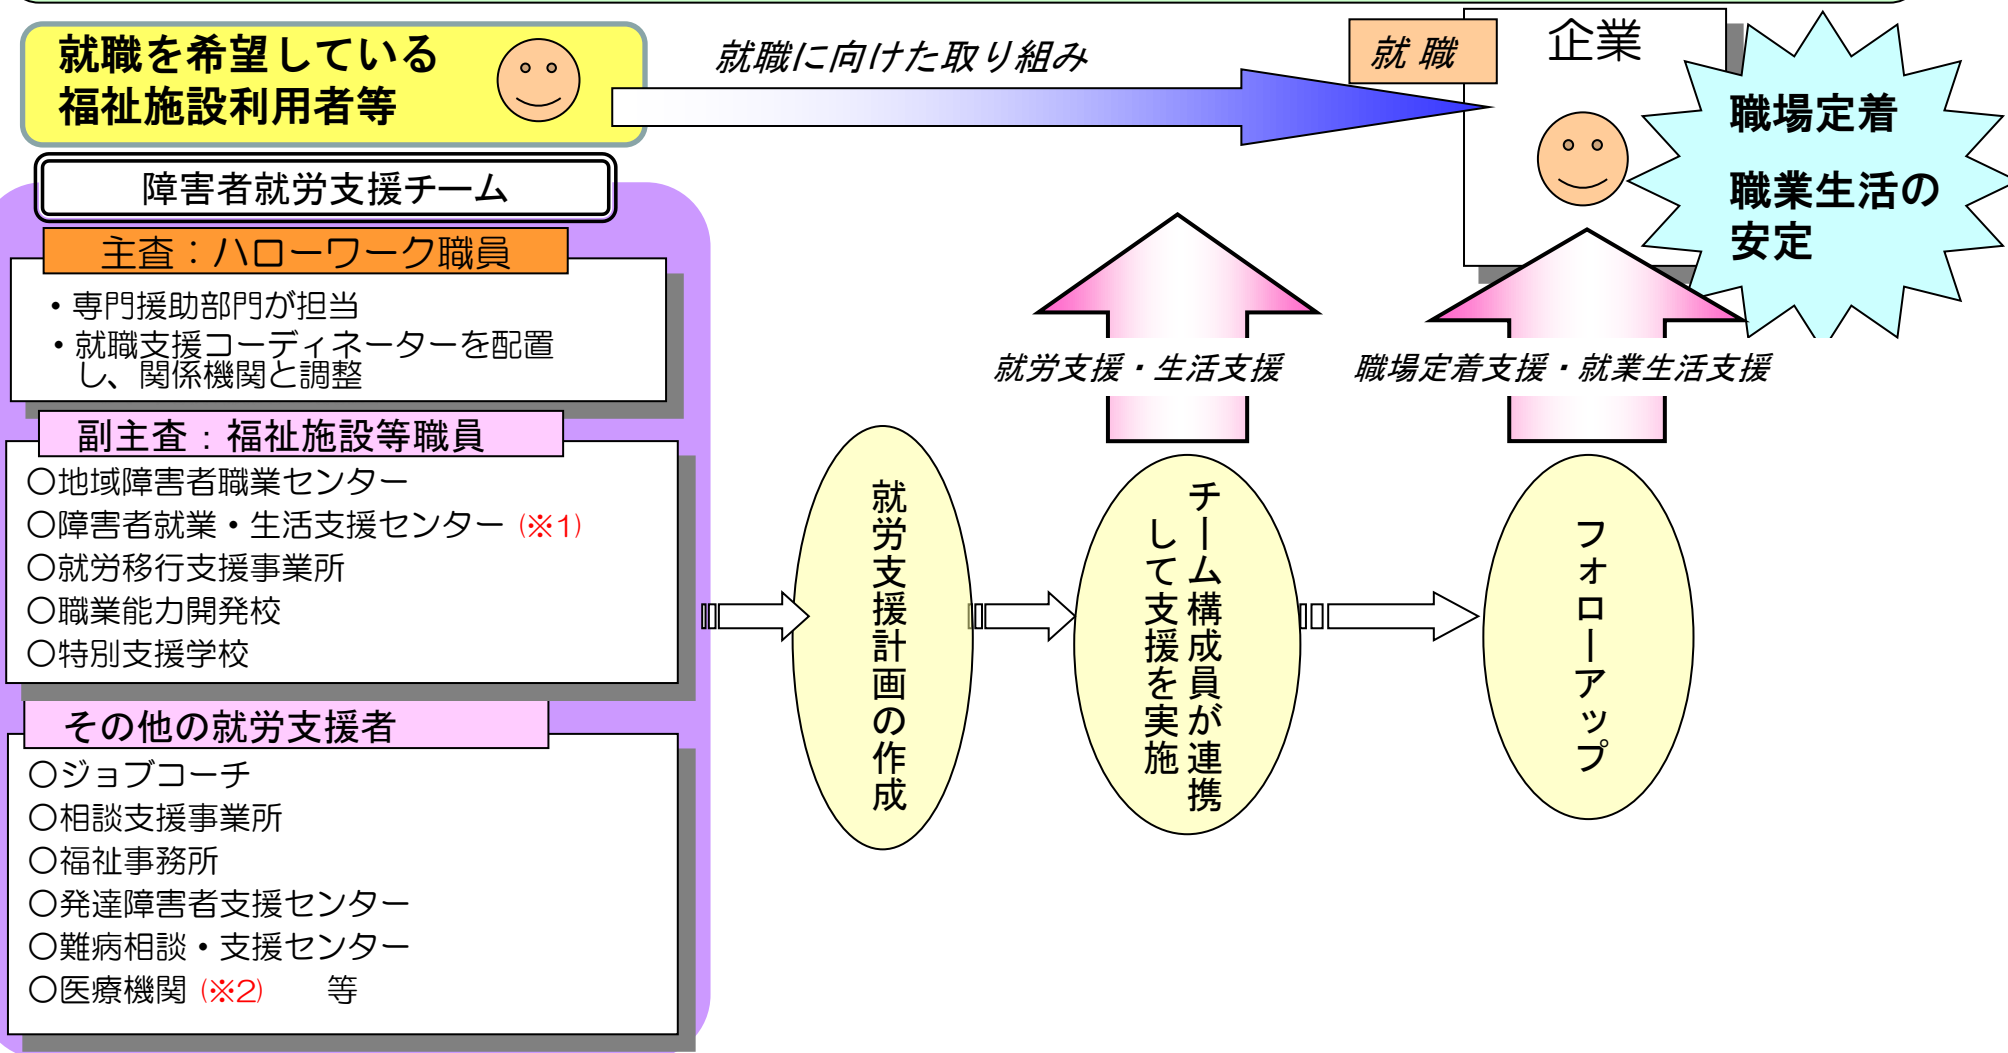 就職を希望している
福祉施設利用者等
就職に向けた取り組み
就 職
企業
職場定着
職業生活の
安定
障害者就労支援チーム
主査：ハローワーク職員
・専門援助部門が担当
・就職支援コーディネーターを配置
し、関係機関と調整
副主査：福祉施設等職員
○地域障害者職業センター
○障害者就業・生活支援センター (※1)
○就労移行支援事業所
○職業能力開発校
○特別支援学校
その他の就労支援者
○ジョブコーチ
○相談支援事業所
○福祉事務所
○発達障害者支援センター
○難病相談・支援センター
○医療機関 (※2) 等
就労支援・生活支援
職場定着支援・就業生活支援
就労支援計画の作成
チーム構成員が連携
して支援を実施
フォローアップ